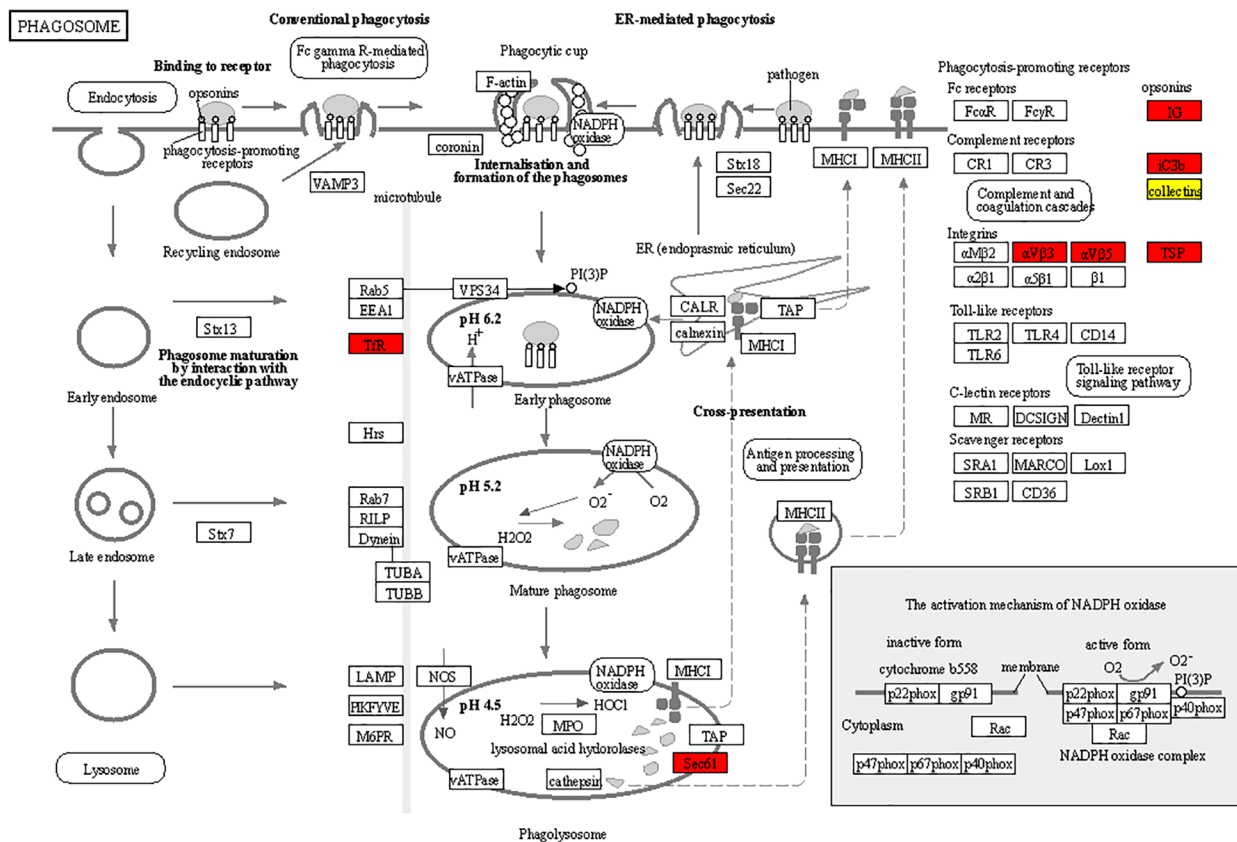 PHAGOSOME
Conventional phagocytosis
ER-mediated phagocytosis
Fc gamma R-mediated
phagocytosis
Phagocytic cup
F-actin
Binding to receptor
opsonins
Endocytosis
pathogen
NADPH
oxidase
coronin
phagocytosis-promoting
receptors
VAMP3
Internalisation and
formation of the phagosomes
Stx18
Sec22
MHCI
MHCII
microtubule
Recycling endosome
ER (endoprasmic reticulum)
Phagocytosis-promoting receptors
Fc receptors
opsonins
FcαR
FcγR
IG
Complement receptors
CR1
CR3
iC3b
collectins
Complement and
coagulation cascades
Integrins
αMβ2
αVβ3
αVβ5
TSP
α2β1
α5β1
β1
Toll-like receptors
TLR2
TLR4
CD14
TLR6
Toll-like receptor
signaling pathway
C-lectin receptors
MR
DCSIGN
Dectin1
Scavenger receptors
SRA1
MARCO
Lox1
SRB1
CD36
Rab5
EEA1
VPS34
PI(3)P
NADPH
oxidase
CALR
calnexin
TAP
MHCI
Stx13
Phagosome maturation
by interaction with
the endocyclic pathway
TfR
pH 6.2
H+
vATPase
Early endosome
Early phagosome
Cross-presentation
Hrs
NADPH
oxidase
Antigen processing
and presentation
pH 5.2
O2-
O2
H2O2
vATPase
Rab7
RILP
Dynein
TUBA
TUBB
Stx7
MHCII
Late endosome
Mature phagosome
LAMP
PIKFYVE
M6PR
NOS
NO
NADPH
oxidase
MHCI
pH 4.5
H2O2
HOCl
MPO
lysosomal acid hydorolases
TAP
Sec61
vATPase
cathepsin
Lysosome
Phagolysosome
The activation mechanism of NADPH oxidase
inactive form
active form
cytochrome b558
membrane
O2
O2-
PI(3)P
p22phox
gp91
p22phox
gp91
p47phox
p67phox
p40phox
Cytoplasm
Rac
Rac
NADPH oxidase complex
p47phox
p67phox
p40phox